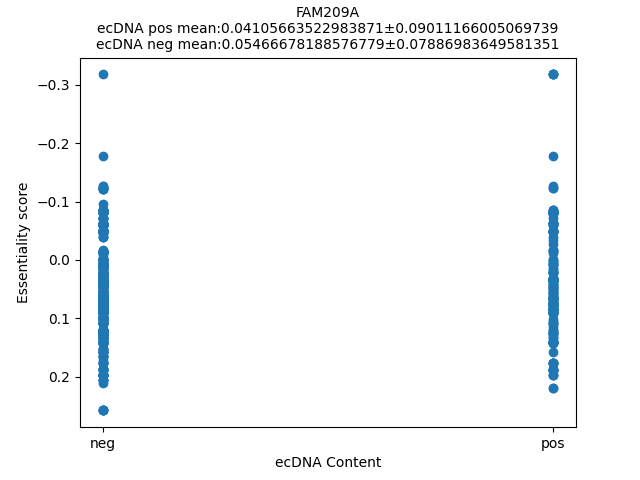 FAM209A
ecDNA pos mean:0.04105663522983871±0.09011166005069739
ecDNA neg mean:0.05466678188576779±0.07886983649581351
−0.3
−0.2
−0.1
0.0
0.1
0.2
Essentiality score
neg
pos
ecDNA Content